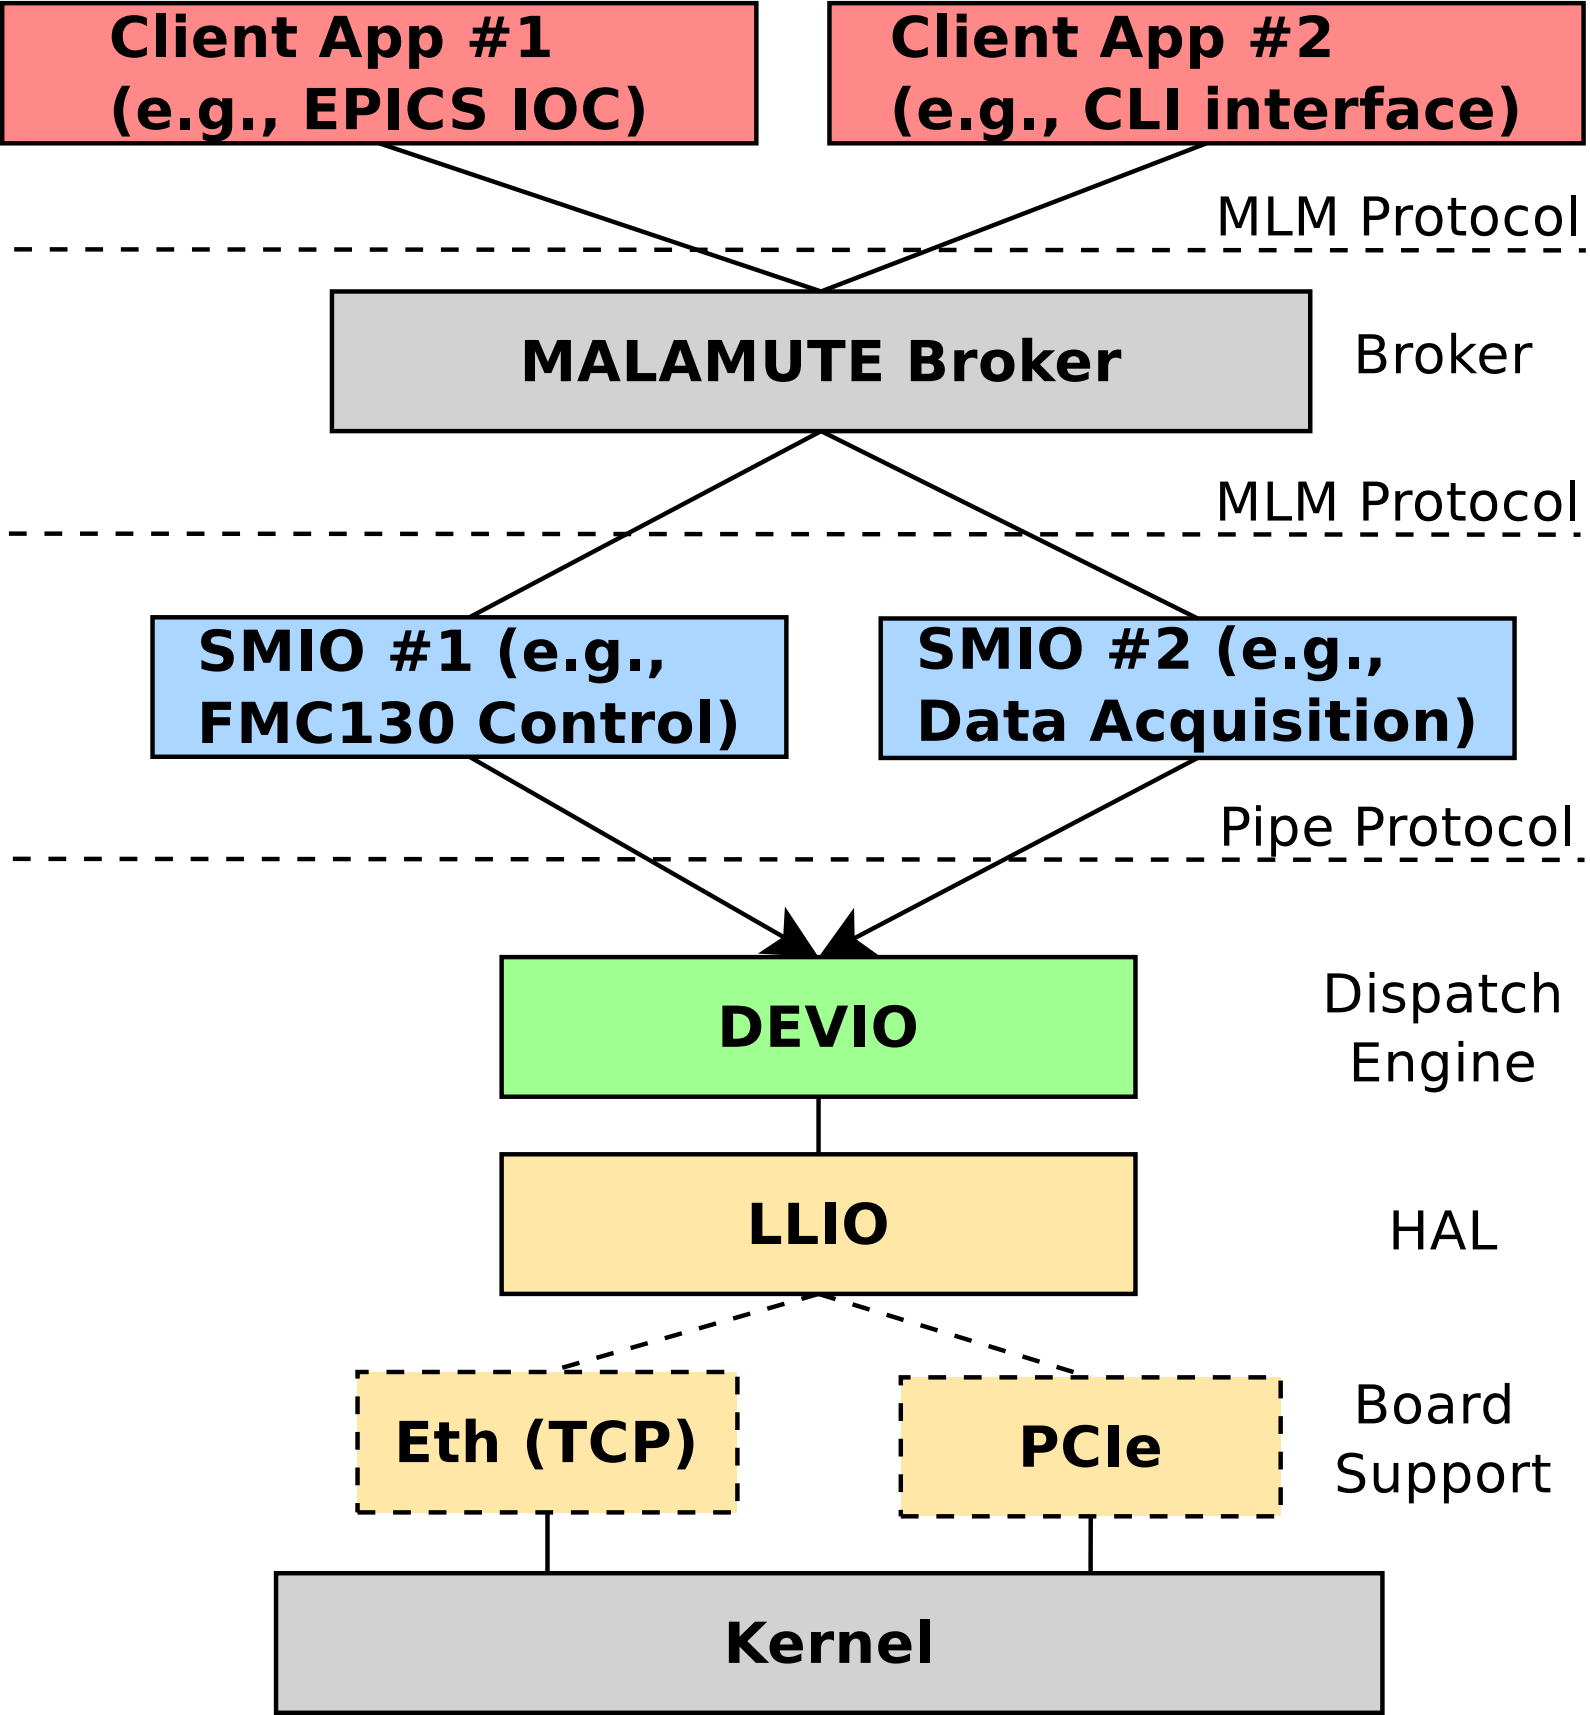 Client App #1
(e.g., EPICS IOC)
Client App #2
(e.g., CLI interface)
MLM Protocol
MALAMUTE Broker
Broker
MLM Protocol
SMIO #1 (e.g.,
FMC130 Control)
SMIO #2 (e.g.,
Data Acquisition)
Pipe Protocol
DEVIO
Dispatch
Engine
LLIO
HAL
Eth (TCP)
PCIe
Board
Support
Kernel